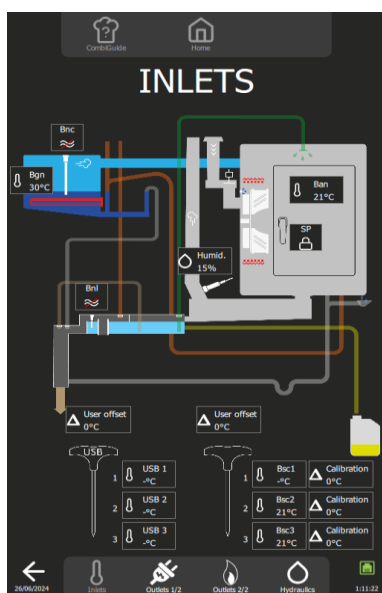 CombiGuide
Home
INLETS
Bnc
Bgn
30°C
Ban
21°C
SP
Humid.
15%
Bnl
User offset
0°C
User offset
0°C
USB
1
USB 1
-°C
2
USB 2
-°C
3
USB 3
-°C
1
Bsc1
-°C
Calibration
0°C
2
Bsc2
21°C
Calibration
0°C
3
Bsc3
21°C
Calibration
0°C
26/06/2024
Inlets
Outlets 1/2
Outlets 2/2
Hydraulics
1:11:22